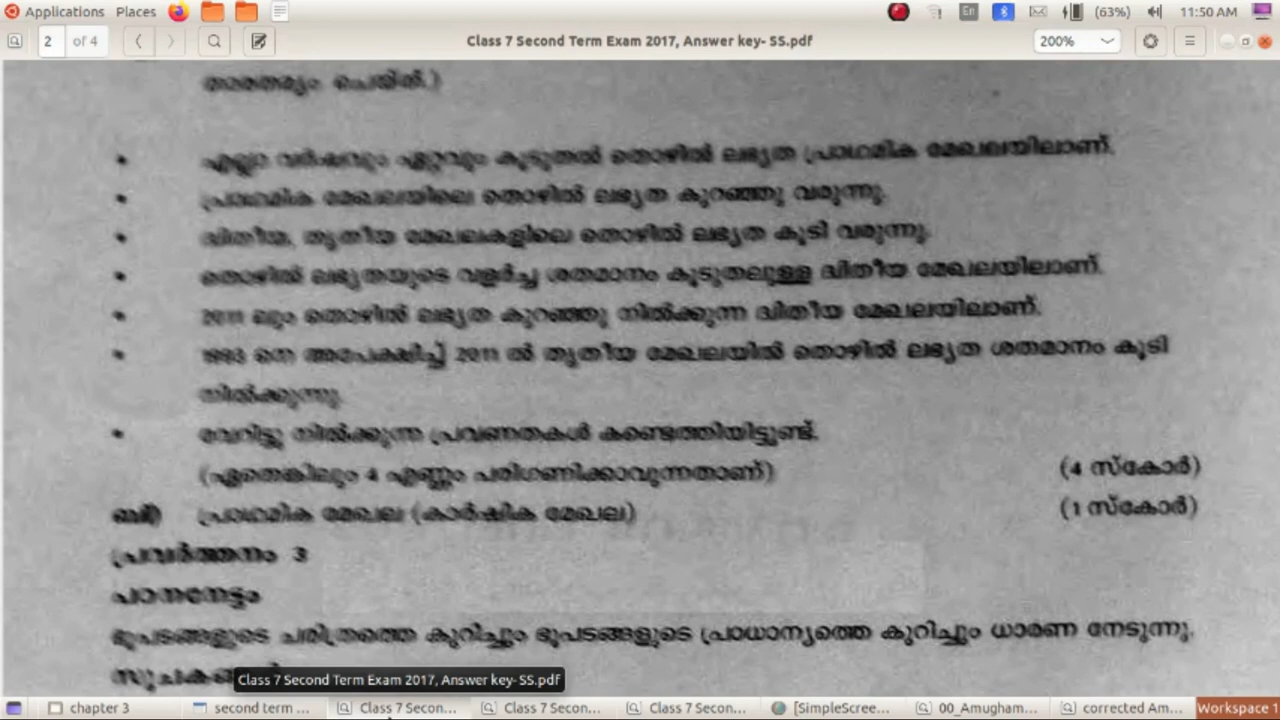 Applications Places En (63%) 11:50 AM
2 of 4 Class 7 Second Term Exam 2017, Answer key- SS.pdf 200%
താരതമ്യം ചെയ്തിൽ.)
• എല്ലാ വർഷവും ഏറ്റവും കൂടുതൽ തൊഴിൽ ലഭ്യത പ്രാഥമിക മേഖലയിലാണ്.
• പ്രാഥമിക മേഖലയിലെ തൊഴിൽ ലഭ്യത കുറഞ്ഞു വരുന്നു.
• ദ്വിതീയ, തൃതീയ മേഖലകളിലെ തൊഴിൽ ലഭ്യത കൂടി വരുന്നു.
• തൊഴിൽ ലഭ്യതയുടെ വളർച്ച ശതമാനം കൂടുതലുള്ള ദ്വിതീയ മേഖലയിലാണ്.
• 2011 ലും തൊഴിൽ ലഭ്യത കുറഞ്ഞു നിൽക്കുന്ന ദ്വിതീയ മേഖലയിലാണ്.
• 1993 നെ അപേക്ഷിച്ച് 2011 ൽ തൃതീയ മേഖലയിൽ തൊഴിൽ ലഭ്യത ശതമാനം കൂടി
നിൽക്കുന്നു.
• വേറിട്ടു നിൽക്കുന്ന പ്രവണതകൾ കണ്ടെത്തിയിട്ടുണ്ട്.
(ഏതെങ്കിലും 4 എണ്ണം പരിഗണിക്കാവുന്നതാണ്) (4 സ്കോർ)
ബി) പ്രാഥമിക മേഖല (കാർഷിക മേഖല) (1 സ്കോർ)
പ്രവർത്തനം 3
പഠനനേട്ടം
ഭൂപടങ്ങളുടെ ചരിത്രത്തെ കുറിച്ചും ഭൂപടങ്ങളുടെ പ്രാധാന്യത്തെ കുറിച്ചും ധാരണ നേടുന്നു.
Class 7 Second Term Exam 2017, Answer key- SS.pdf
chapter 3 second term ... Class 7 Secon... Class 7 Secon... Class 7 Secon... [SimpleScree... 00_Amugham... corrected Am... Workspace 1